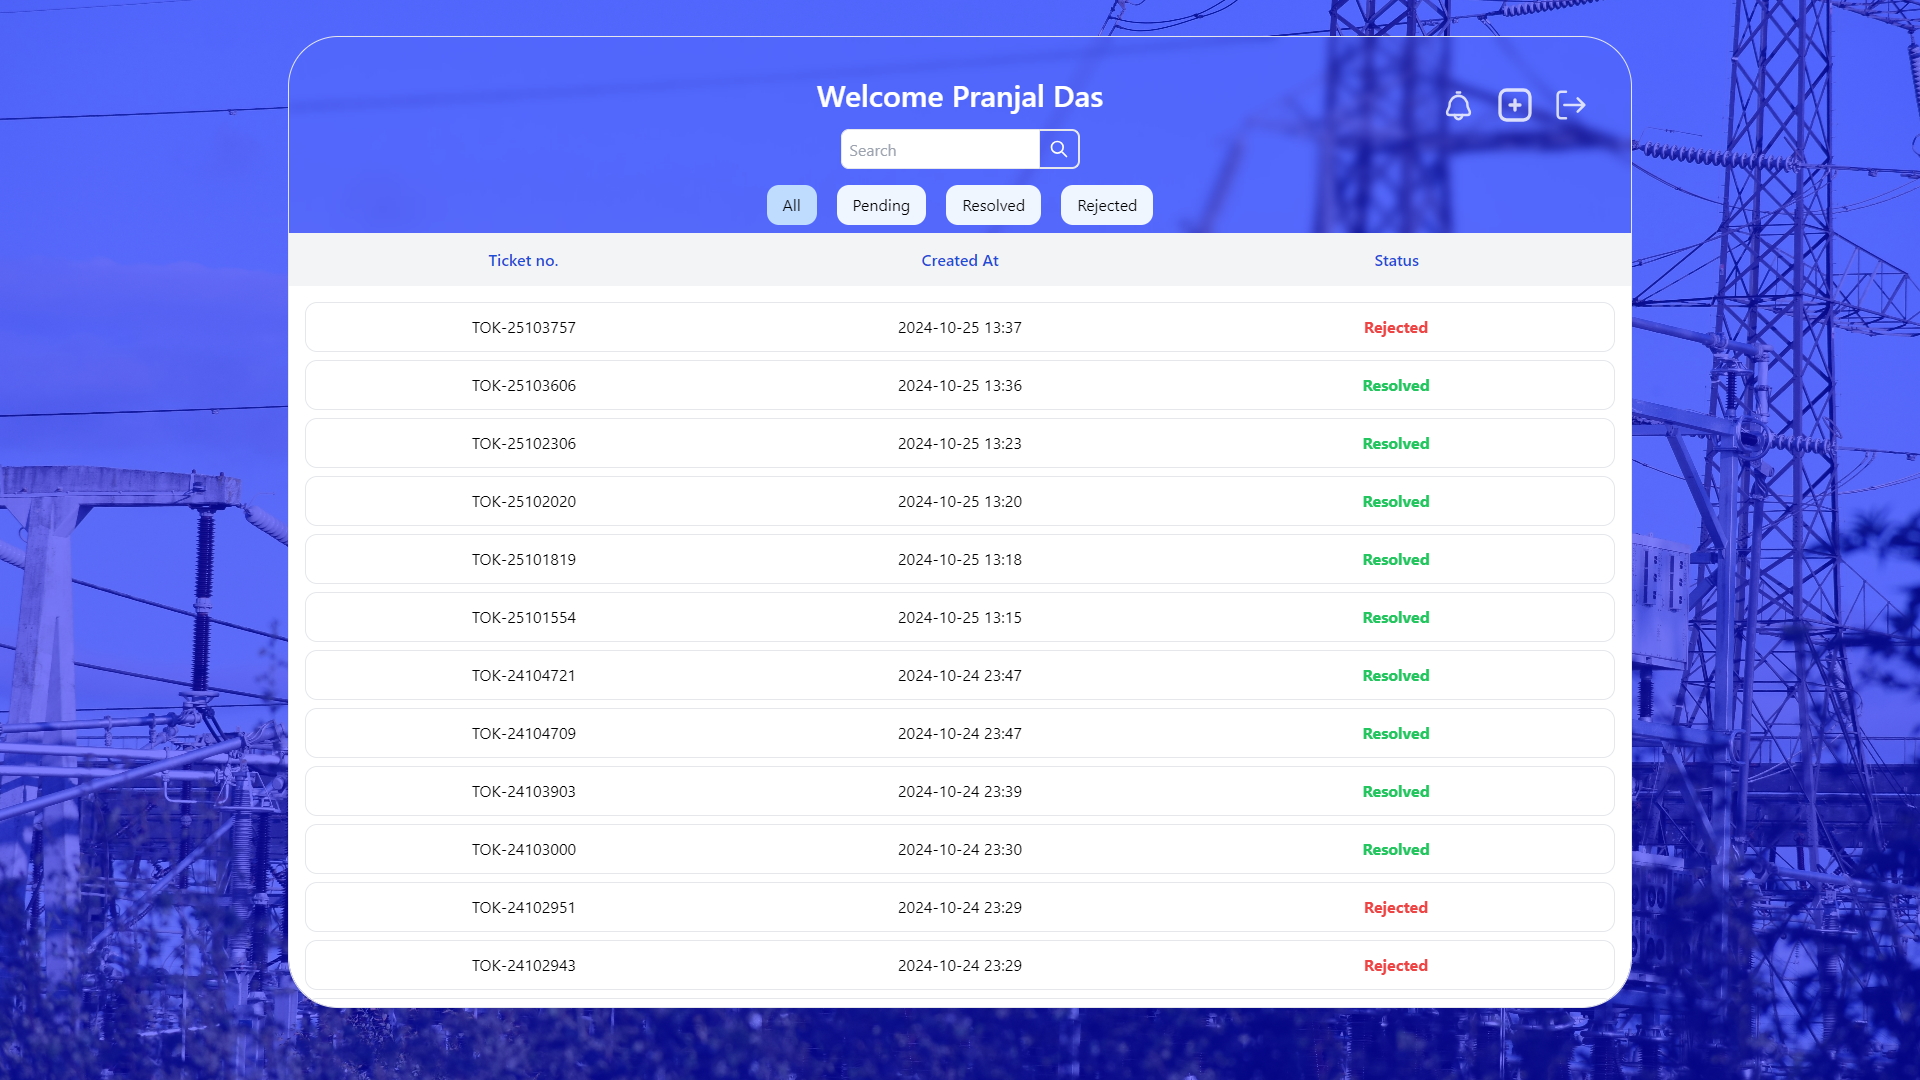 Welcome Pranjal Das
Search
All Pending Resolved Rejected
Ticket no. Created At Status
TOK-25103757 2024-10-25 13:37 Rejected
TOK-25103606 2024-10-25 13:36 Resolved
TOK-25102306 2024-10-25 13:23 Resolved
TOK-25102020 2024-10-25 13:20 Resolved
TOK-25101819 2024-10-25 13:18 Resolved
TOK-25101554 2024-10-25 13:15 Resolved
TOK-24104721 2024-10-24 23:47 Resolved
TOK-24104709 2024-10-24 23:47 Resolved
TOK-24103903 2024-10-24 23:39 Resolved
TOK-24103000 2024-10-24 23:30 Resolved
TOK-24102951 2024-10-24 23:29 Rejected
TOK-24102943 2024-10-24 23:29 Rejected